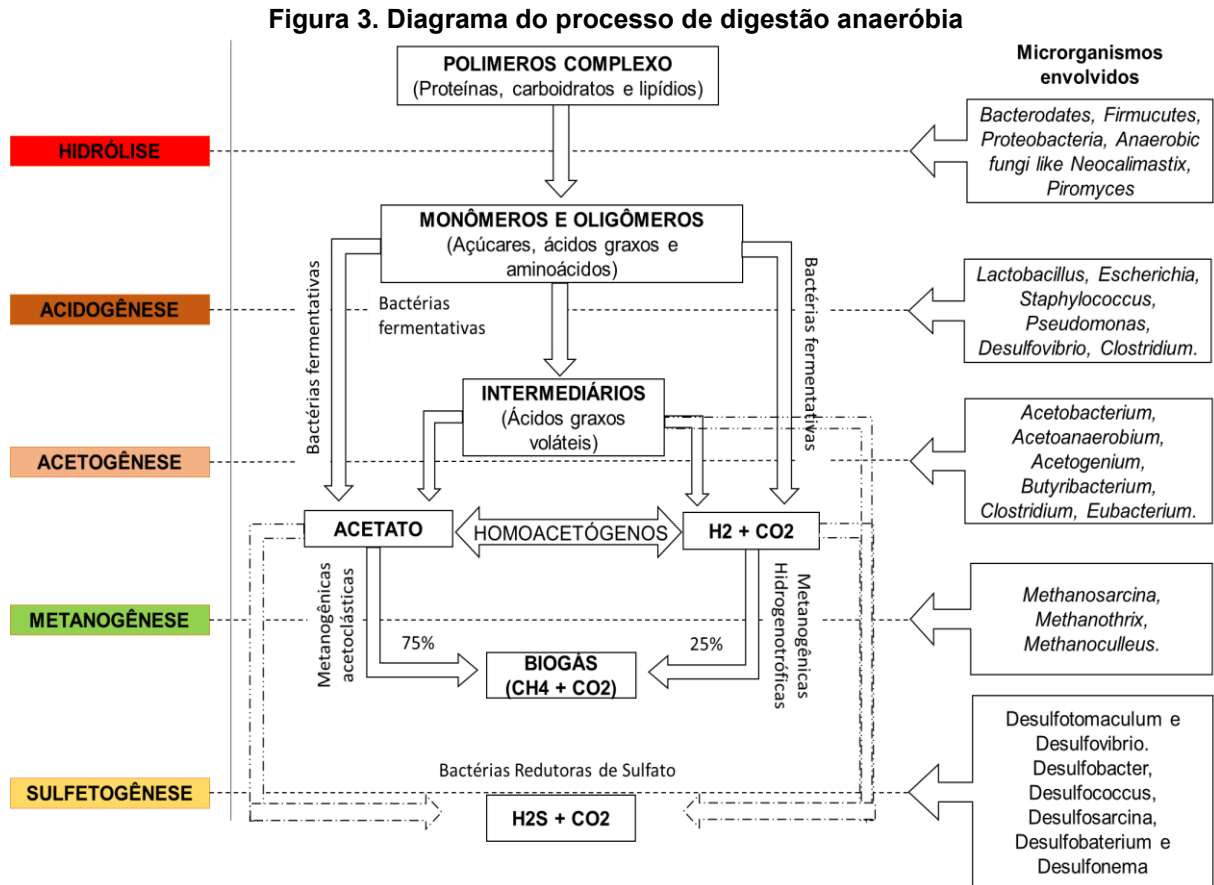 Figura 3. Diagrama do processo de digestão anaeróbia
POLIMEROS COMPLEXO
(Proteínas, carboidratos e lipídios)
Microrganismos
envolvidos
HIDRÓLISE
Bacterodates, Firmucutes,
Proteobacteria, Anaerobic
fungi like Neocalimastix,
Piromyces
MONÔMEROS E OLIGÔMEROS
(Açúcares, ácidos graxos e
aminoácidos)
ACIDOGÊNESE
Bactérias fermentativas
Bactérias
fermentativas
Bactérias fermentativas
Lactobacillus, Escherichia,
Staphylococcus,
Pseudomonas,
Desulfovibrio, Clostridium.
INTERMEDIÁRIOS
(Ácidos graxos
voláteis)
ACETOGÊNESE
Acetobacterium,
Acetoanaerobium,
Acetogenium,
Butyribacterium,
Clostridium, Eubacterium.
ACETATO
HOMOACETÓGENOS
H2 + CO2
METANOGÊNESE
Metanogênicas
acetoclásticas
75%
BIOGÁS
(CH4 + CO2)
25%
Metanogênicas
Hidrogenotróficas
Methanosarcina,
Methanothrix,
Methanoculleus.
SULFETOGÊNESE
Bactérias Redutoras de Sulfato
H2S + CO2
Desulfotomaculum e
Desulfovibrio.
Desulfobacter,
Desulfococcus,
Desulfosarcina,
Desulfobaterium e
Desulfonema